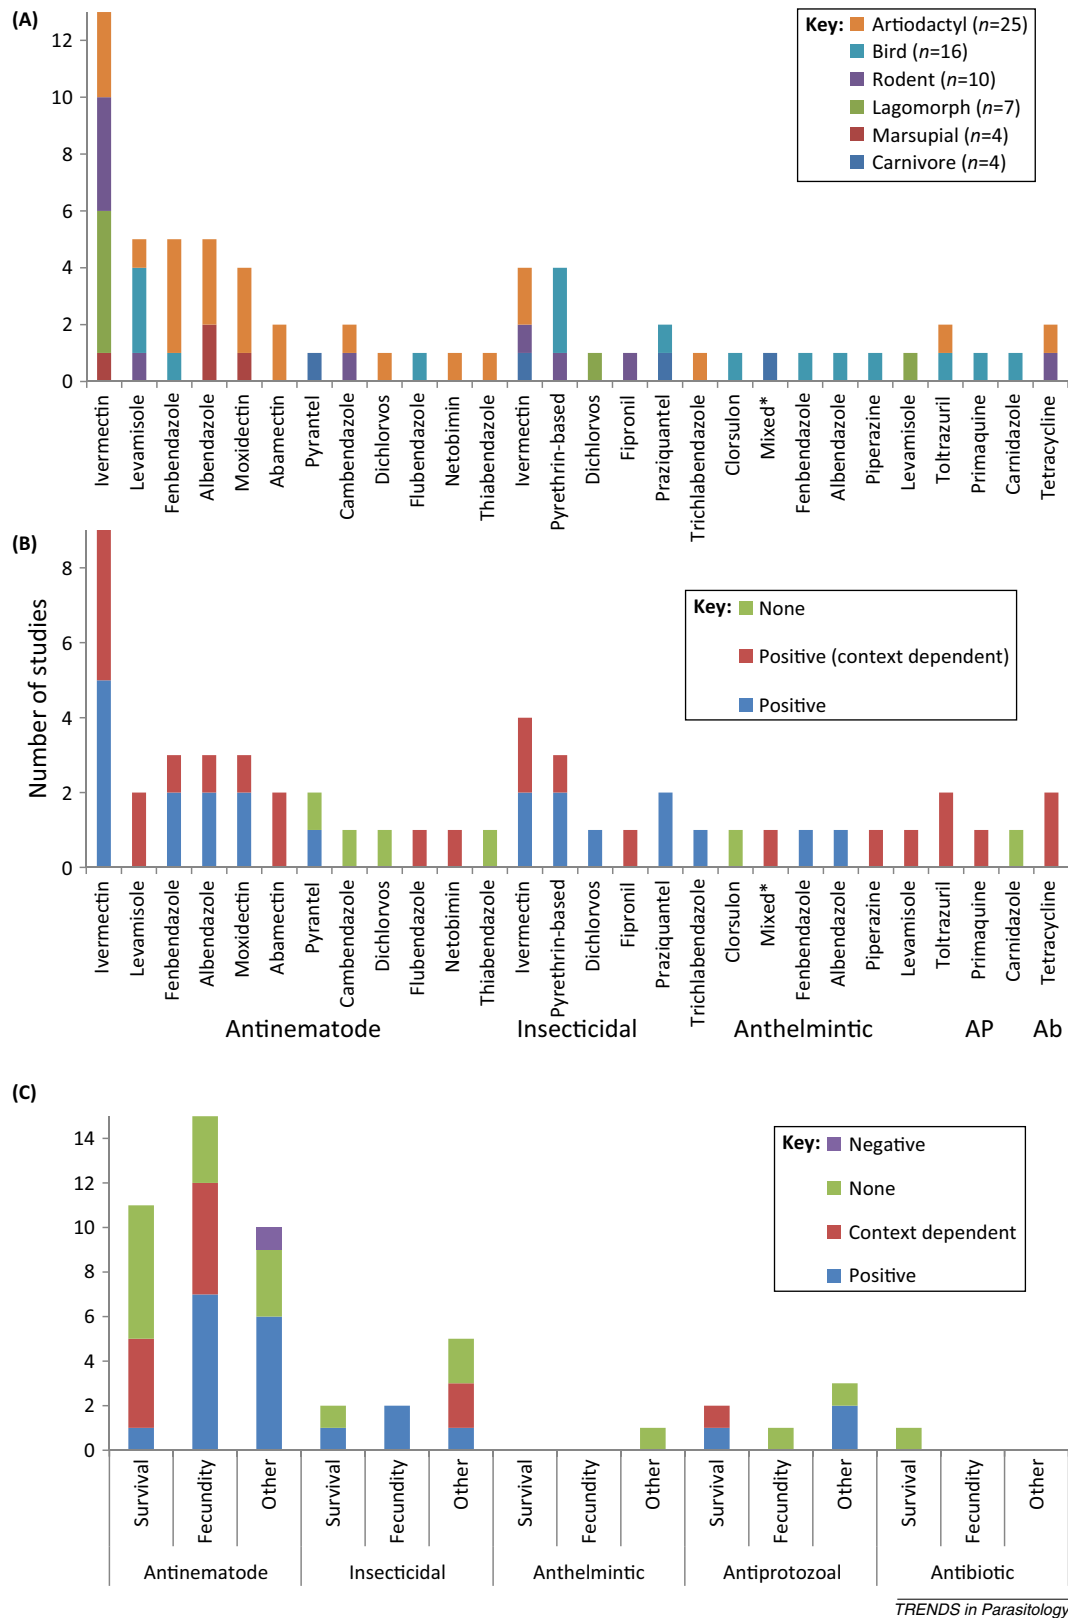 (A)
12
10
8
6
4
2
0
Key: Artiodactyl (n=25)
Bird (n=16)
Rodent (n=10)
Lagomorph (n=7)
Marsupial (n=4)
Carnivore (n=4)
Ivermectin
Levamisole
Fenbendazole
Albendazole
Moxidectin
Abamectin
Pyrantel
Cambendazole
Dichlorvos
Flubendazole
Netobimin
Thiabendazole
Ivermectin
Pyrethrin-based
Dichlorvos
Fipronil
Praziquantel
Trichlabendazole
Clorsulon
Mixed*
Fenbendazole
Albendazole
Piperazine
Levamisole
Toltrazuril
Primaquine
Carnidazole
Tetracycline
(B)
Number of studies
8
6
4
2
0
Key: None
Positive (context dependent)
Positive
Ivermectin
Levamisole
Fenbendazole
Albendazole
Moxidectin
Abamectin
Pyrantel
Cambendazole
Dichlorvos
Flubendazole
Netobimin
Thiabendazole
Ivermectin
Pyrethrin-based
Dichlorvos
Fipronil
Praziquantel
Trichlabendazole
Clorsulon
Mixed*
Fenbendazole
Albendazole
Piperazine
Levamisole
Toltrazuril
Primaquine
Carnidazole
Tetracycline
Antinematode Insecticidal Anthelmintic AP Ab
(C)
14
12
10
8
6
4
2
0
Key: Negative
None
Context dependent
Positive
Survival
Fecundity
Other
Survival
Fecundity
Other
Survival
Fecundity
Other
Survival
Fecundity
Other
Survival
Fecundity
Other
Antinematode Insecticidal Anthelmintic Antiprotozoal Antibiotic
TRENDS in Parasitology